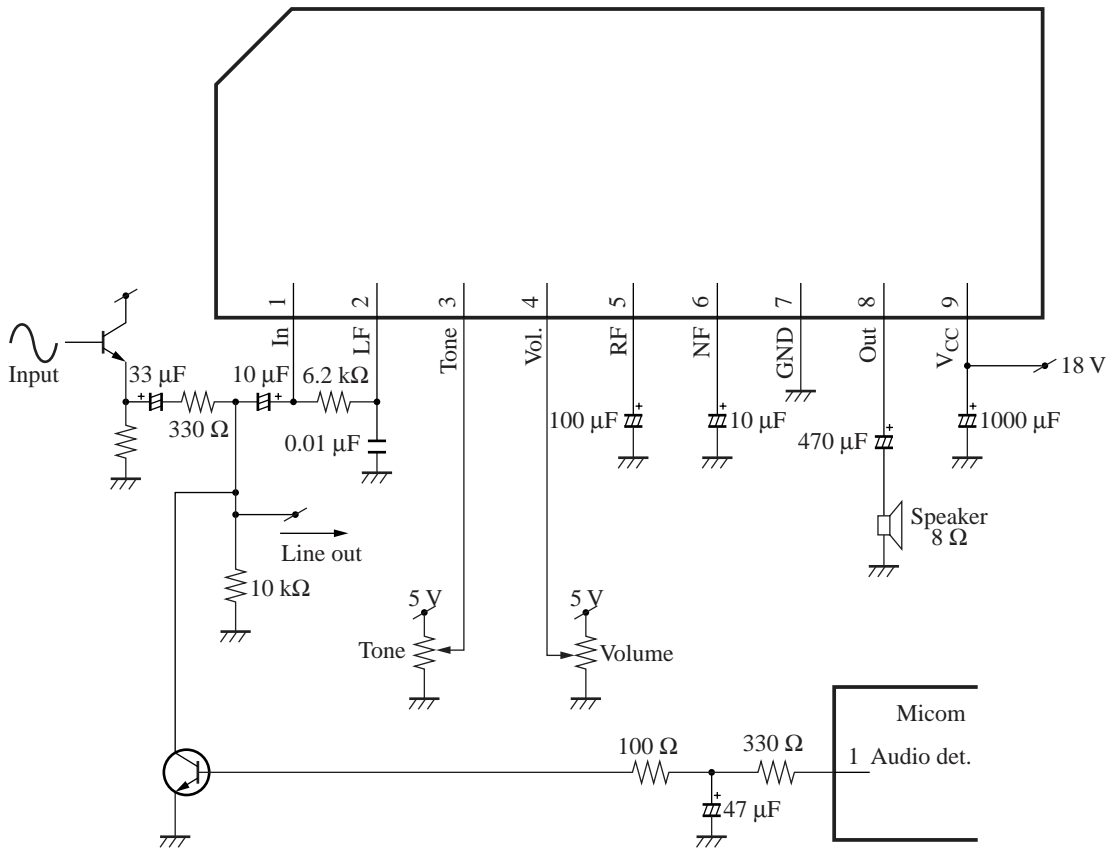 1 2 3 4 5 6 7 8 9
In LF Tone Vol. RF NF GND Out VCC
Input
33 μF
10 μF
6.2 kΩ
18 V
330 Ω
0.01 μF
100 μF
10 μF
470 μF
1000 μF
Speaker
8 Ω
Line out
10 kΩ
5 V
5 V
Tone
Volume
Micom
100 Ω
330 Ω
1 Audio det.
47 μF